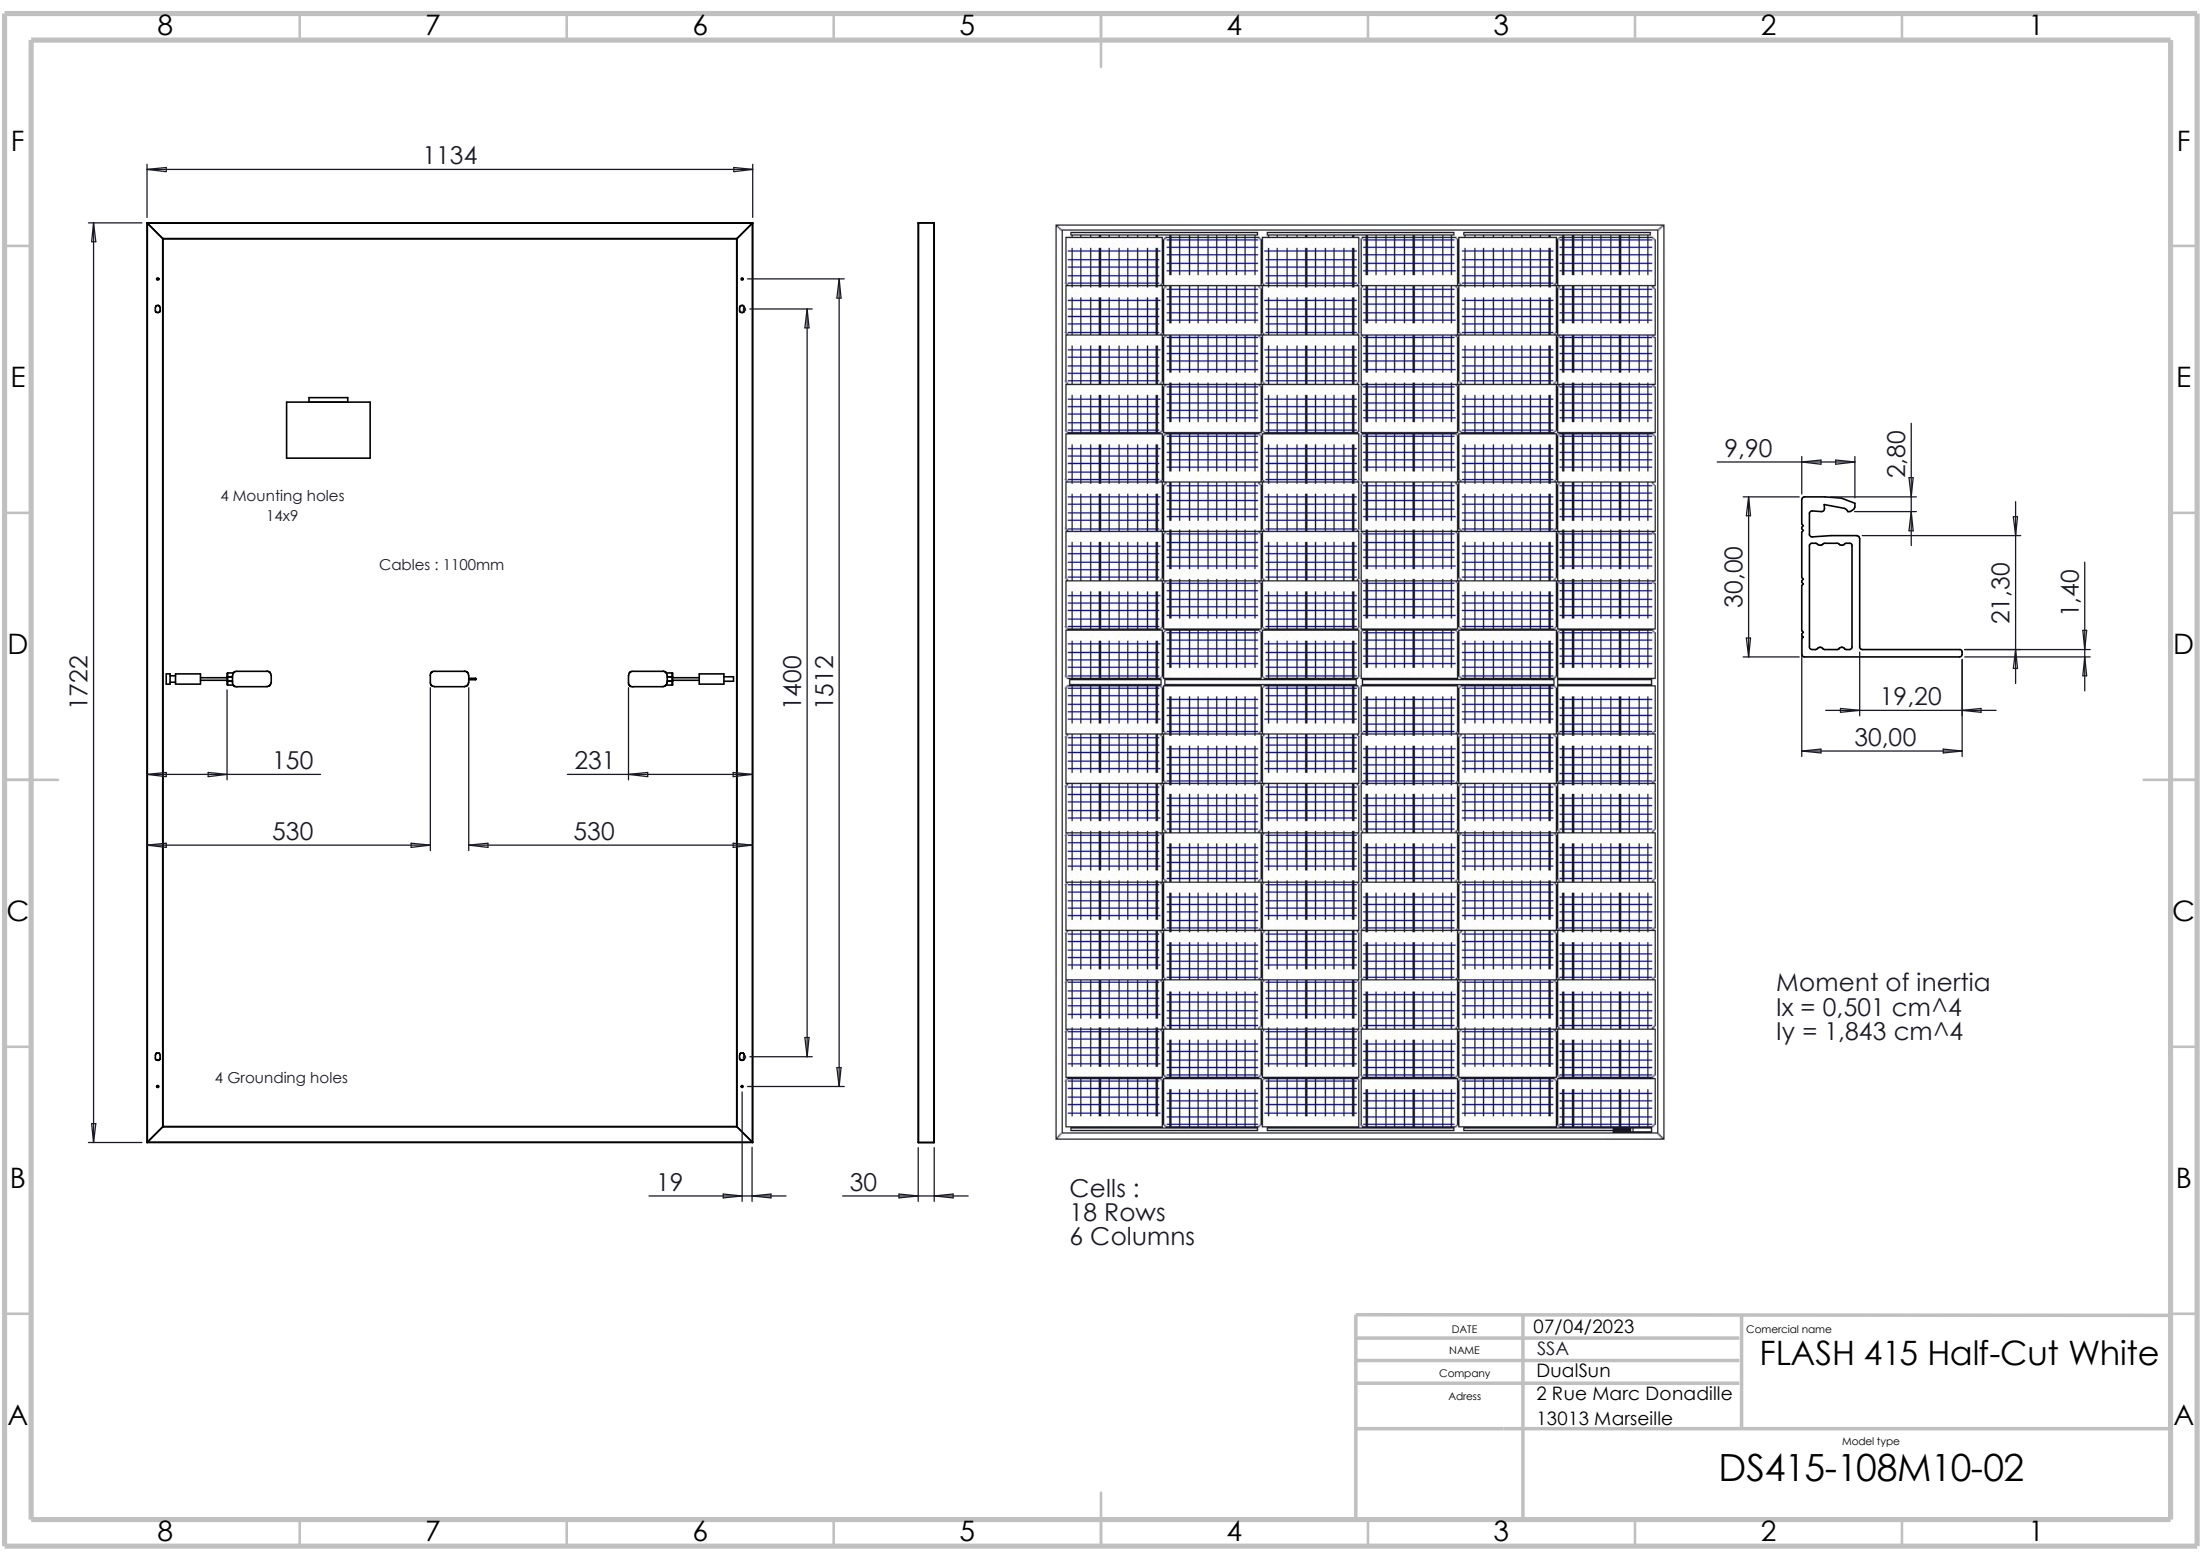 8 7 6 5 4 3 2 1
F F
E E
D D
C C
B B
A A
1134
1722
4 Mounting holes
14x9
Cables : 1100mm
1400
1512
150
231
530
530
4 Grounding holes
19
30
Cells :
18 Rows
6 Columns
9,90
2,80
30,00
21,30
1,40
19,20
30,00
Moment of inertia
Ix = 0,501 cm^4
Iy = 1,843 cm^4
DATE 07/04/2023
NAME SSA
Company DualSun
Adress 2 Rue Marc Donadille
13013 Marseille
Comercial name
FLASH 415 Half-Cut White
Model type
DS415-108M10-02
8 7 6 5 4 3 2 1